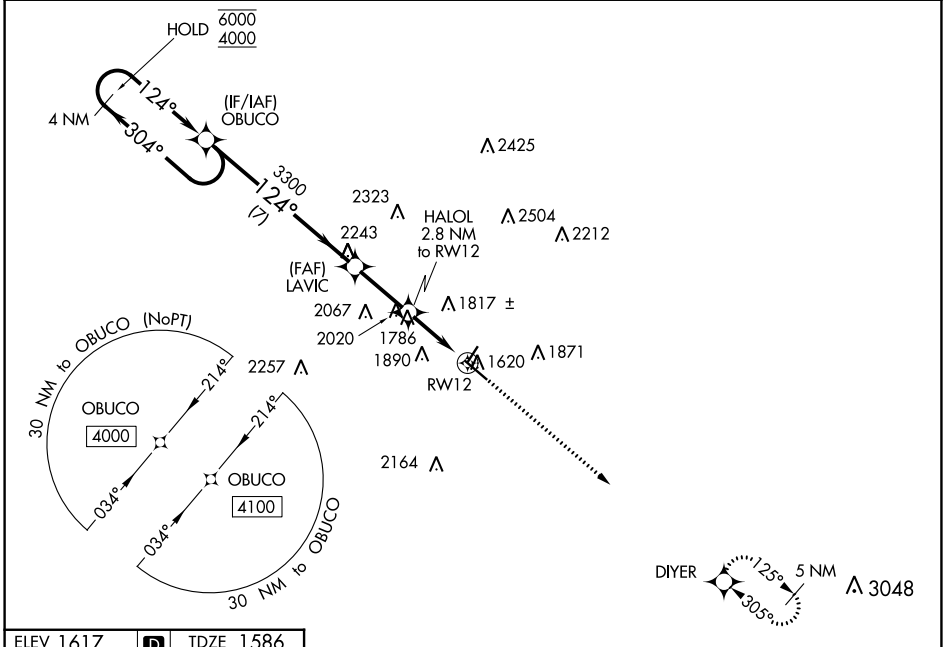 HOLD 6000
4000
124°
4 NM
304°
(IF/IAF)
OBUCO
3300
124°
(7)
2425
2323
2504
2212
HALOL
2.8 NM
to RW12
2243
(FAF)
LAVIC
2067
1817 ±
2020
1786
1890
1620
1871
RW12
2257
30 NM to OBUCO (NoPT)
214°
OBUCO
4000
034°
214°
OBUCO
4100
034°
30 NM to OBUCO
2164
DIYER
125°
305°
5 NM
3048
ELEV 1617 D TDZE 1586